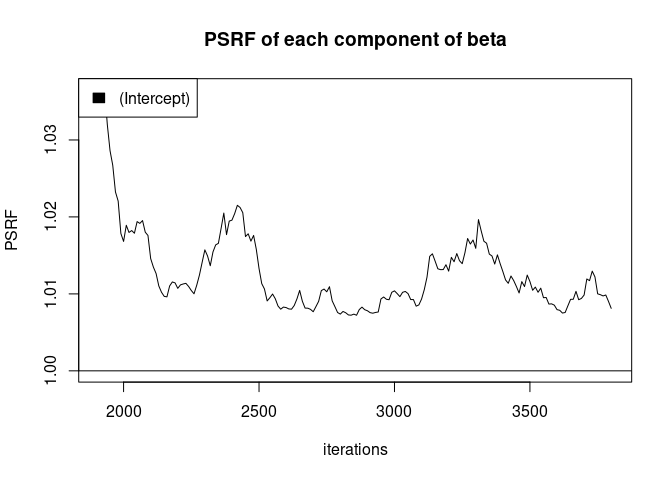 PSRF of each component of beta
(Intercept)
PSRF
1.03
1.02
1.01
1.00
2000 2500 3000 3500
iterations